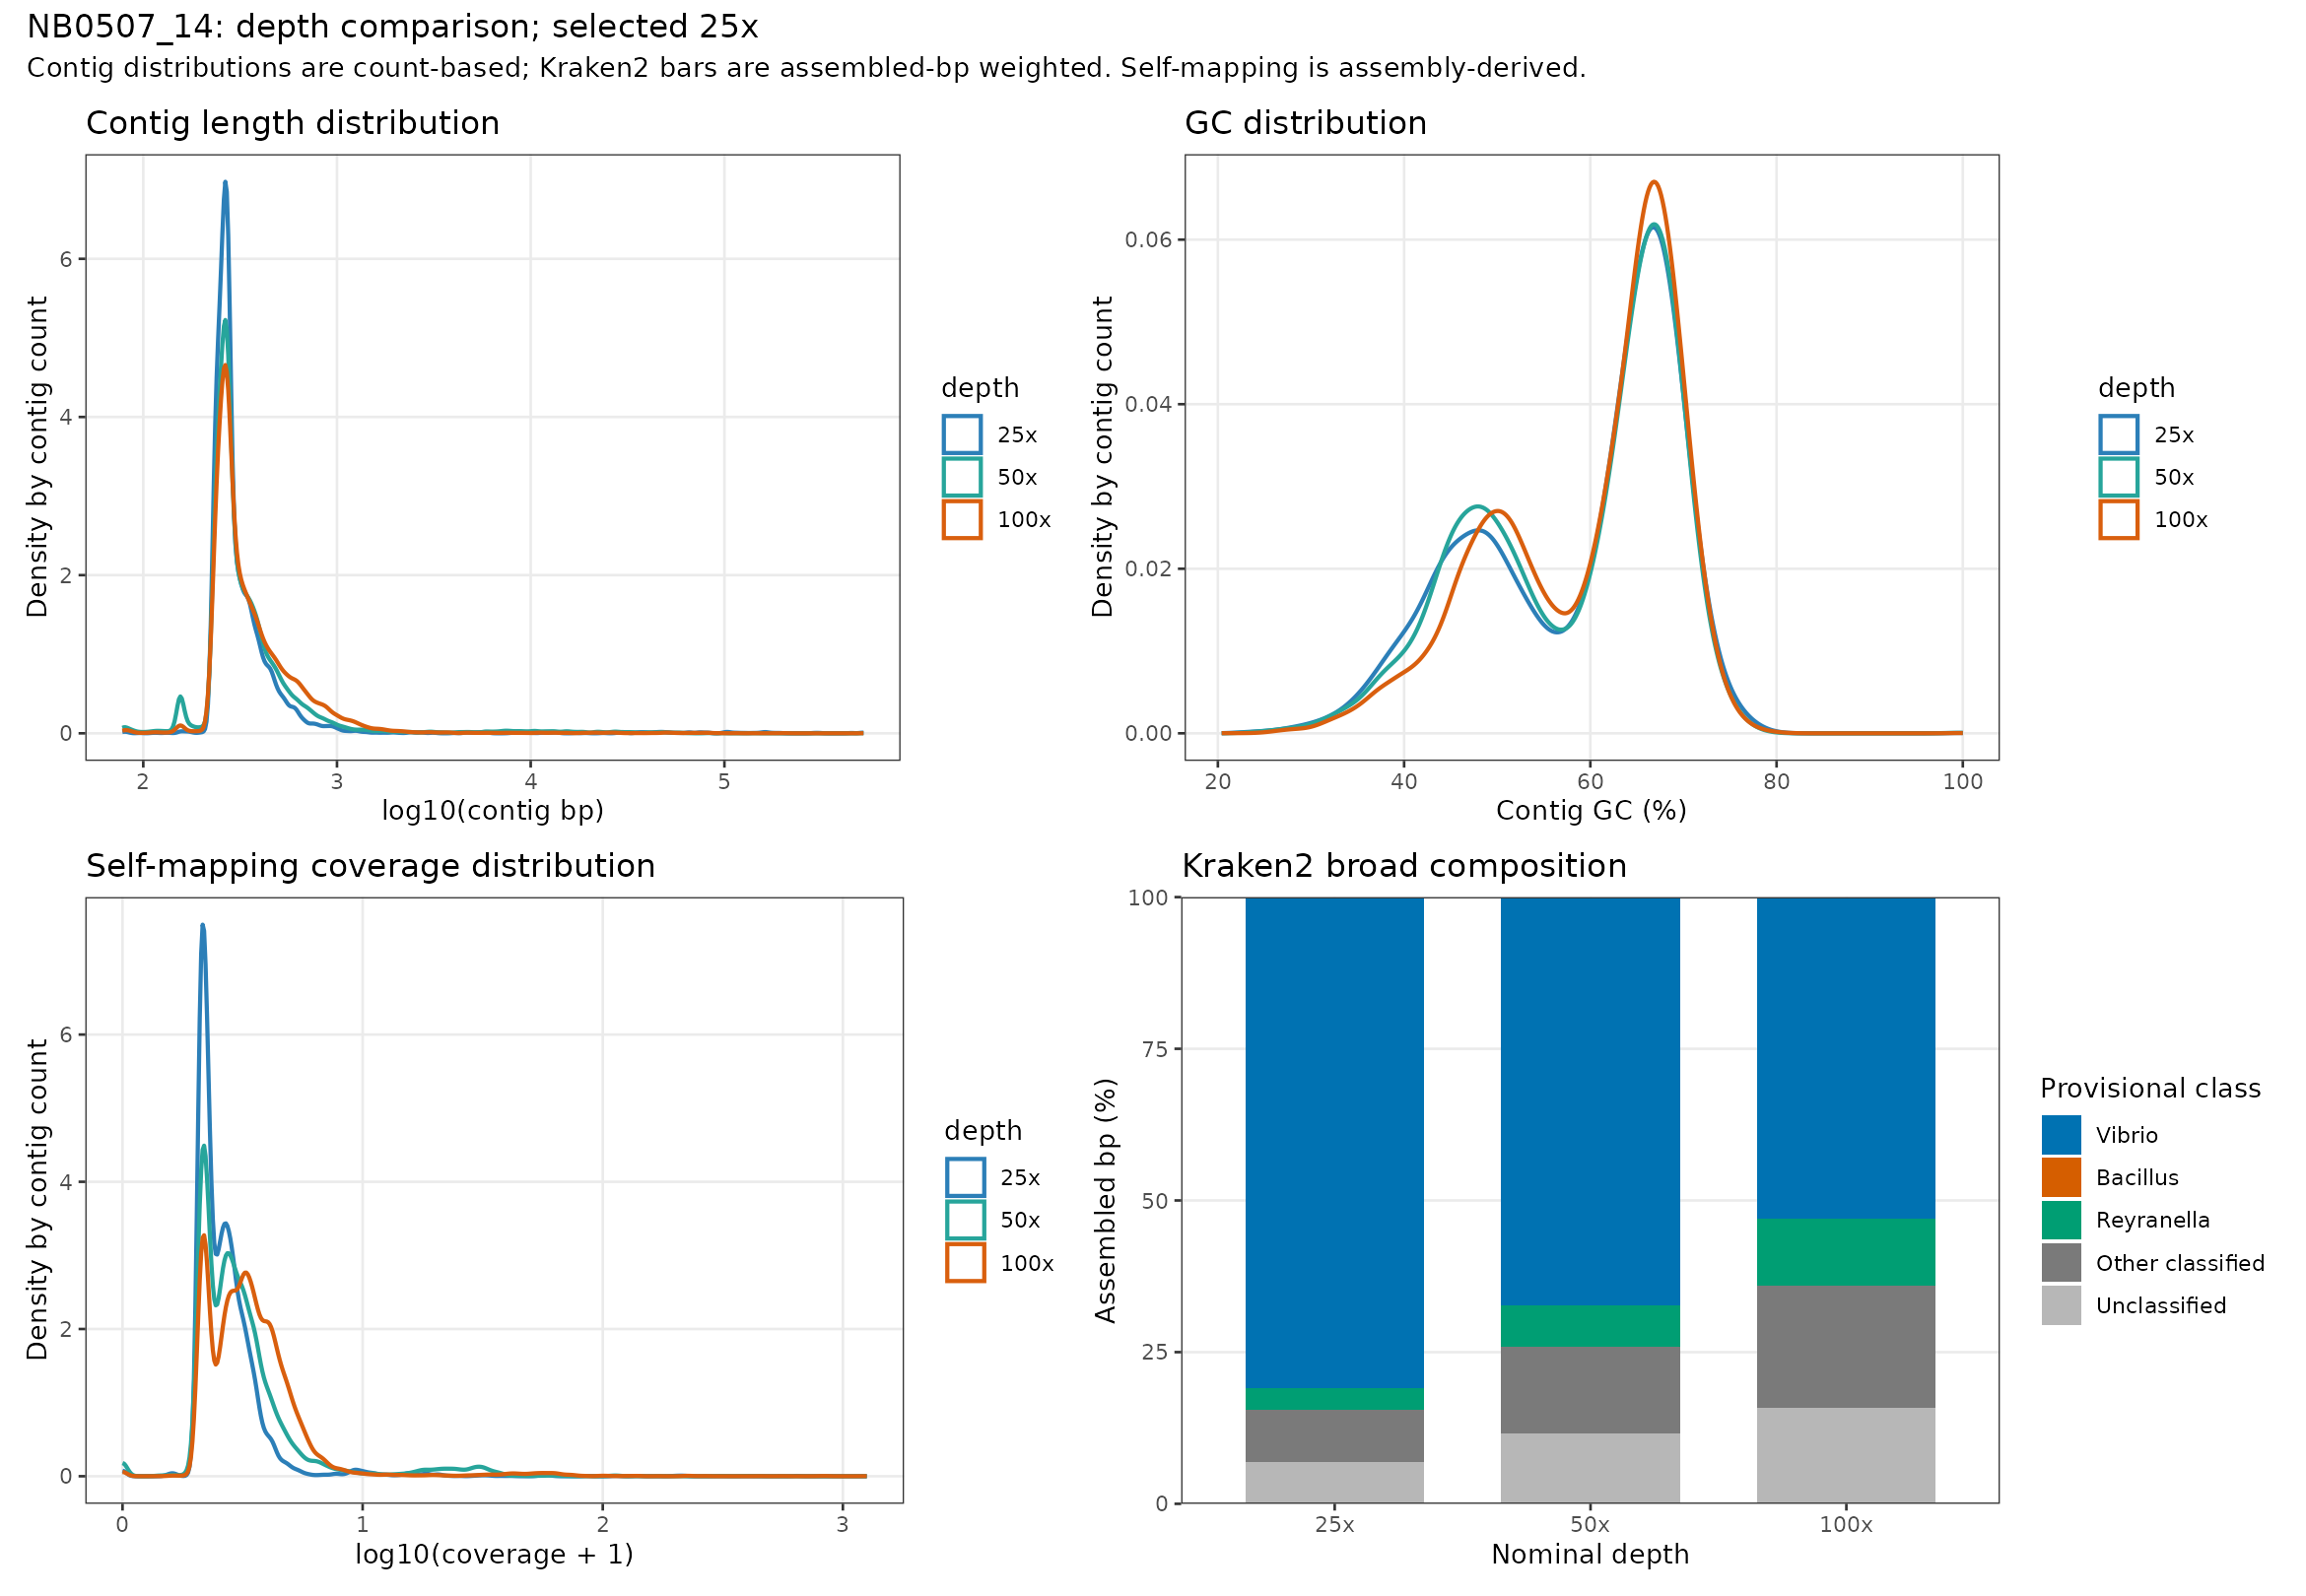 NB0507_14: depth comparison; selected 25x
Contig distributions are count-based; Kraken2 bars are assembled-bp weighted. Self-mapping is assembly-derived.
Contig length distribution
Density by contig count
6
4
2
0
2
3
4
5
log10(contig bp)
depth
25x
50x
100x
GC distribution
Density by contig count
0.06
0.04
0.02
0.00
20
40
60
80
100
Contig GC (%)
depth
25x
50x
100x
Self-mapping coverage distribution
Density by contig count
6
4
2
0
0
1
2
3
log10(coverage + 1)
depth
25x
50x
100x
Kraken2 broad composition
Assembled bp (%)
100
75
50
25
0
25x
50x
100x
Nominal depth
Provisional class
Vibrio
Bacillus
Reyranella
Other classified
Unclassified